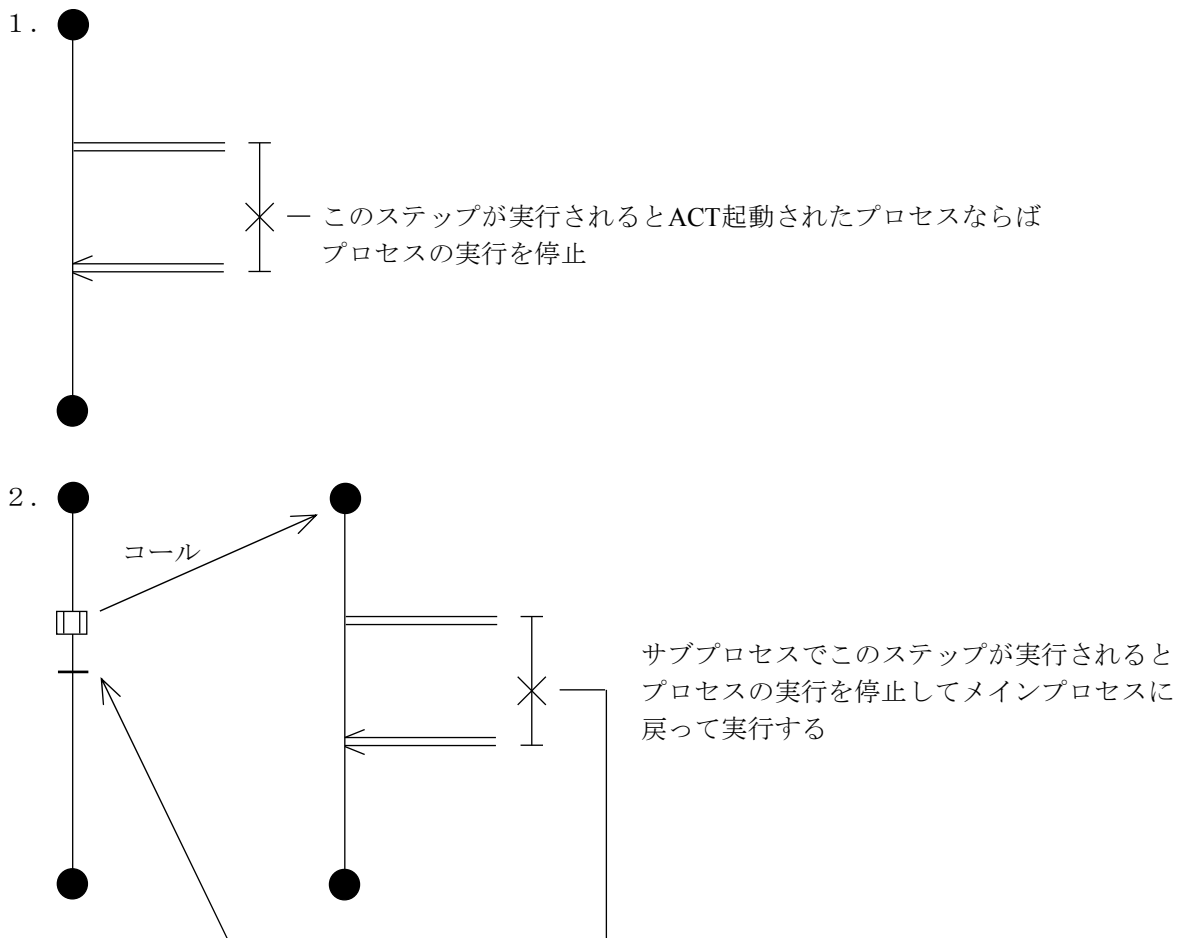 １．
― このステップが実行されるとACT起動されたプロセスならば
プロセスの実行を停止
２．
コール
サブプロセスでこのステップが実行されると
プロセスの実行を停止してメインプロセスに
戻って実行する